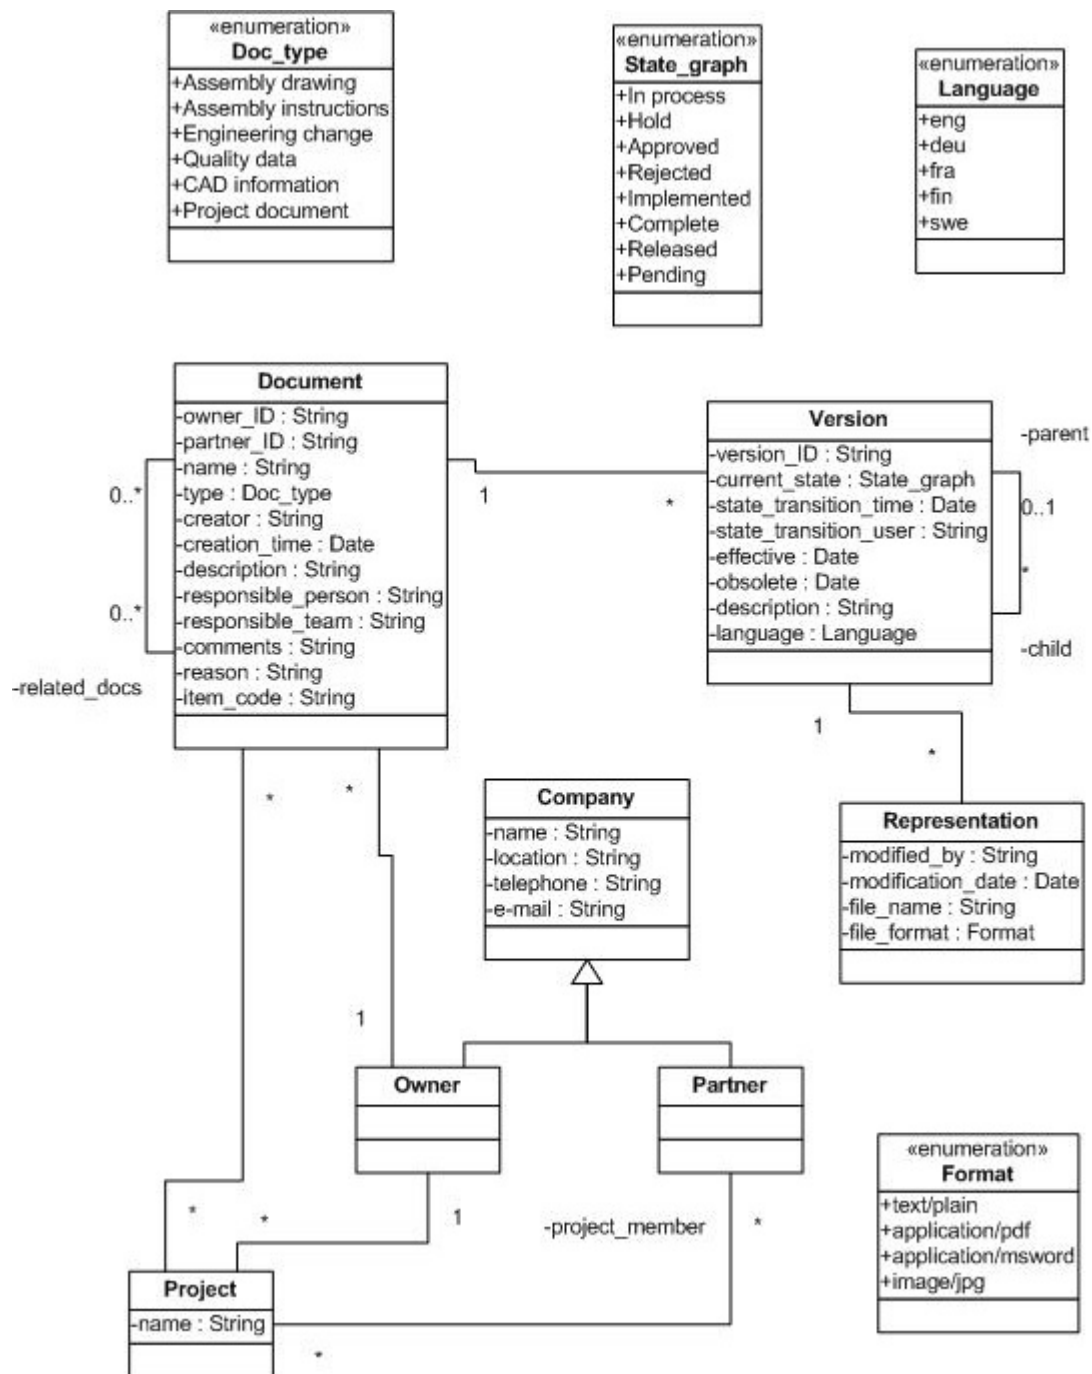 «enumeration»
Doc_type
+Assembly drawing
+Assembly instructions
+Engineering change
+Quality data
+CAD information
+Project document
«enumeration»
State_graph
+In process
+Hold
+Approved
+Rejected
+Implemented
+Complete
+Released
+Pending
«enumeration»
Language
+eng
+deu
+fra
+fin
+swe
Document
-owner_ID : String
-partner_ID : String
-name : String
-type : Doc_type
-creator : String
-creation_time : Date
-description : String
-responsible_person : String
-responsible_team : String
-comments : String
-reason : String
-item_code : String
0..*
0..*
-related_docs
1
*
Version
-version_ID : String
-current_state : State_graph
-state_transition_time : Date
-state_transition_user : String
-effective : Date
-obsolete : Date
-description : String
-language : Language
-parent
0..1
*
-child
1
*
*
*
Company
-name : String
-location : String
-telephone : String
-e-mail : String
Representation
-modified_by : String
-modification_date : Date
-file_name : String
-file_format : Format
1
Owner
Partner
*
*
1
-project_member
*
Project
-name : String
*
«enumeration»
Format
+text/plain
+application/pdf
+application/msword
+image/jpg